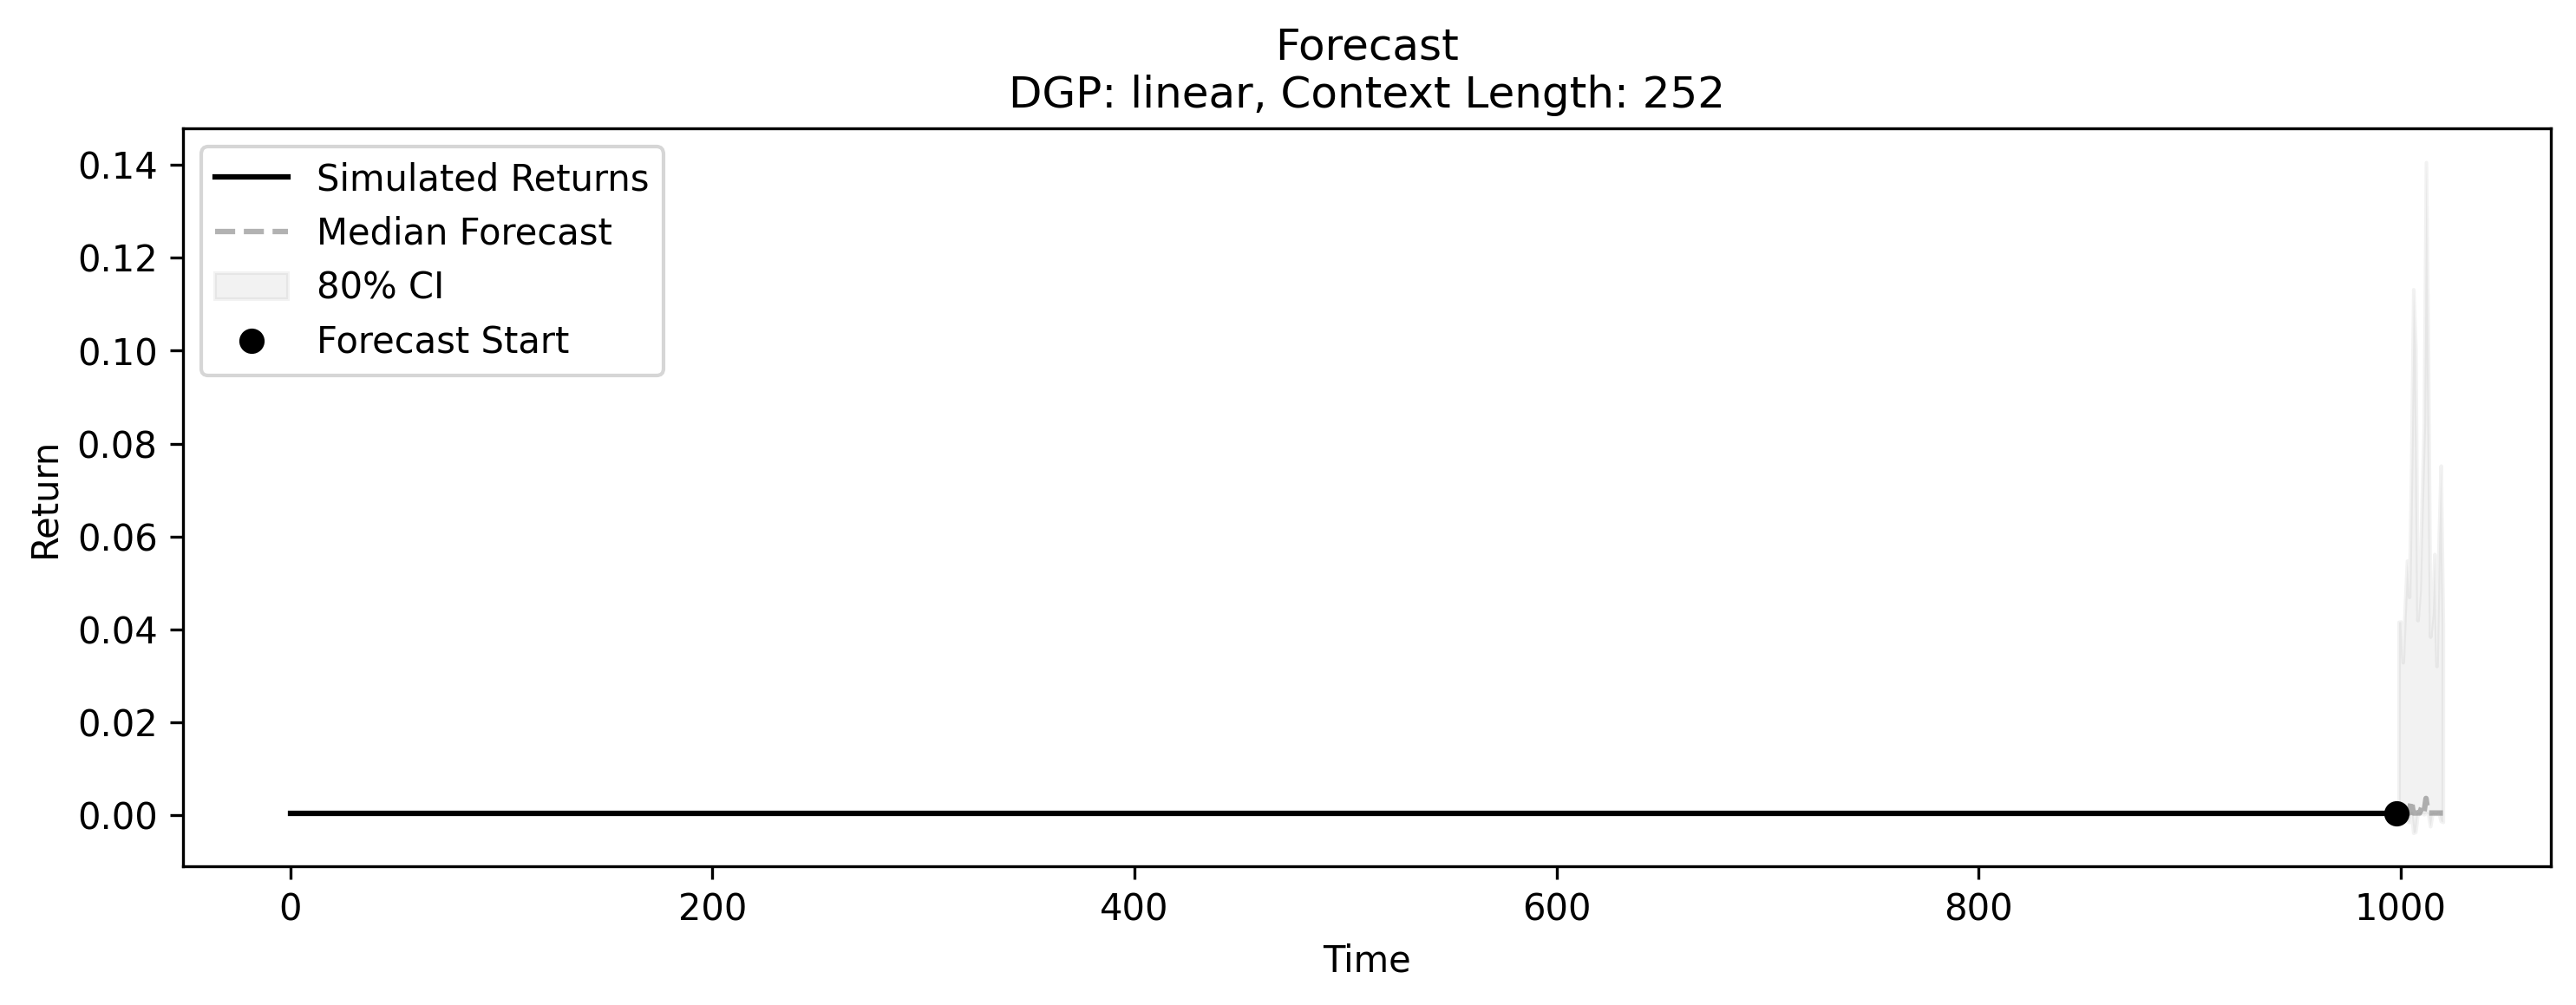 Forecast
DGP: linear, Context Length: 252
Simulated Returns
Median Forecast
80% CI
Forecast Start
Return
0.14
0.12
0.10
0.08
0.06
0.04
0.02
0.00
0 200 400 600 800 1000
Time